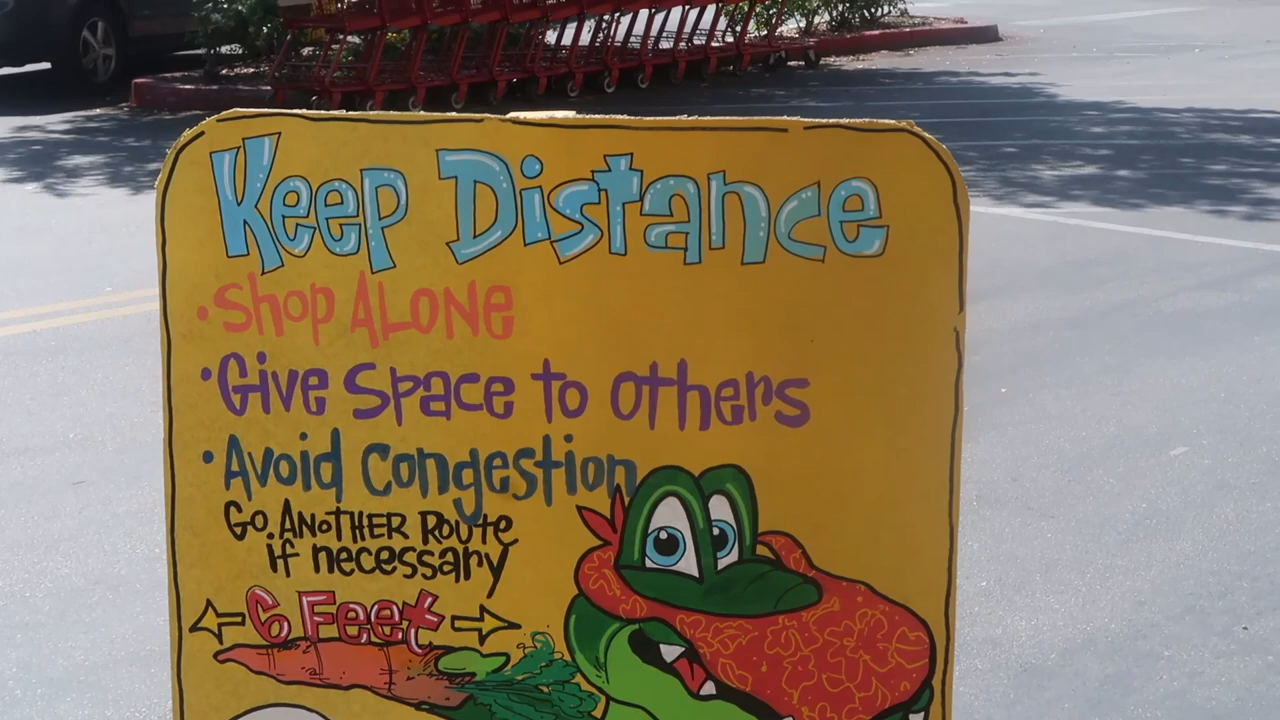 Keep Distance
• Shop ALONE
• Give Space to others
• Avoid Congestion
Go ANOTHER Route
if necessary
6 Feet